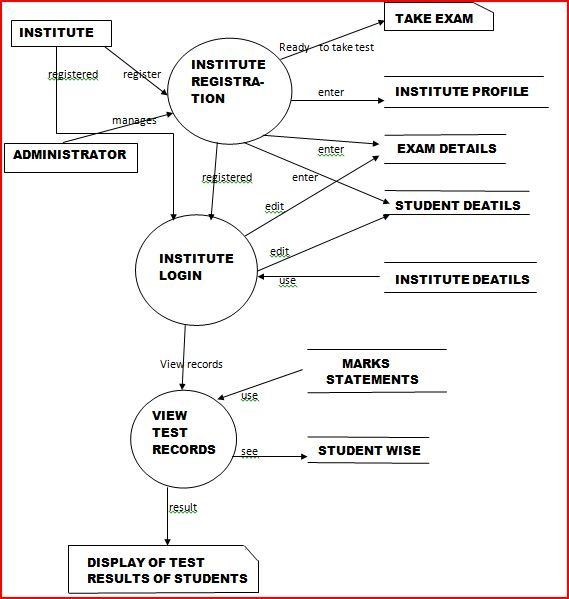 INSTITUTE
TAKE EXAM
Ready to take test
registered
register
INSTITUTE
REGISTRA-
TION
enter
INSTITUTE PROFILE
manages
ADMINISTRATOR
enter
EXAM DETAILS
registered
enter
edit
STUDENT DEATILS
INSTITUTE
LOGIN
edit
use
INSTITUTE DEATILS
View records
MARKS
STATEMENTS
use
VIEW
TEST
RECORDS
see
STUDENT WISE
result
DISPLAY OF TEST
RESULTS OF STUDENTS